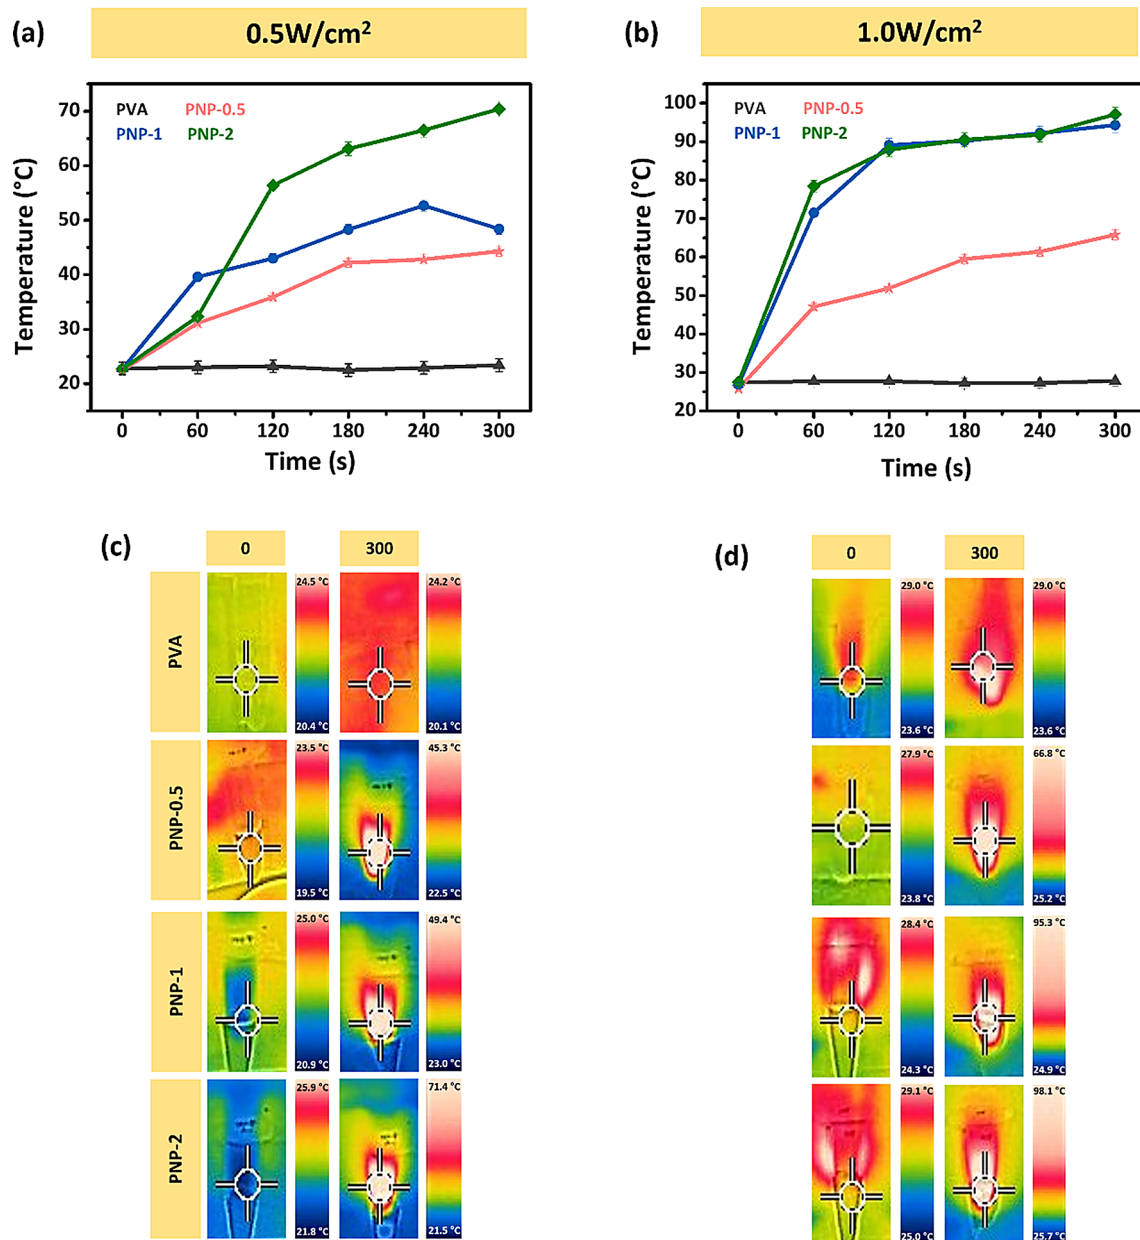 (a)
0.5W/cm²
PVA PNP-0.5
PNP-1 PNP-2
Temperature (°C)
70
60
50
40
30
20
0 60 120 180 240 300
Time (s)
(b)
1.0W/cm²
PVA PNP-0.5
PNP-1 PNP-2
Temperature (°C)
100
90
80
70
60
50
40
30
20
0 60 120 180 240 300
Time (s)
(c)
0 300
PVA
24.5 °C 24.2 °C
20.4 °C 20.1 °C
PNP-0.5
23.5 °C 45.3 °C
19.5 °C 22.5 °C
PNP-1
25.0 °C 49.4 °C
20.9 °C 23.0 °C
PNP-2
25.9 °C 71.4 °C
21.8 °C 21.5 °C
(d)
0 300
29.0 °C 29.0 °C
23.6 °C 23.6 °C
27.9 °C 66.8 °C
23.8 °C 25.2 °C
28.4 °C 95.3 °C
24.3 °C 24.9 °C
29.1 °C 98.1 °C
25.0 °C 25.7 °C